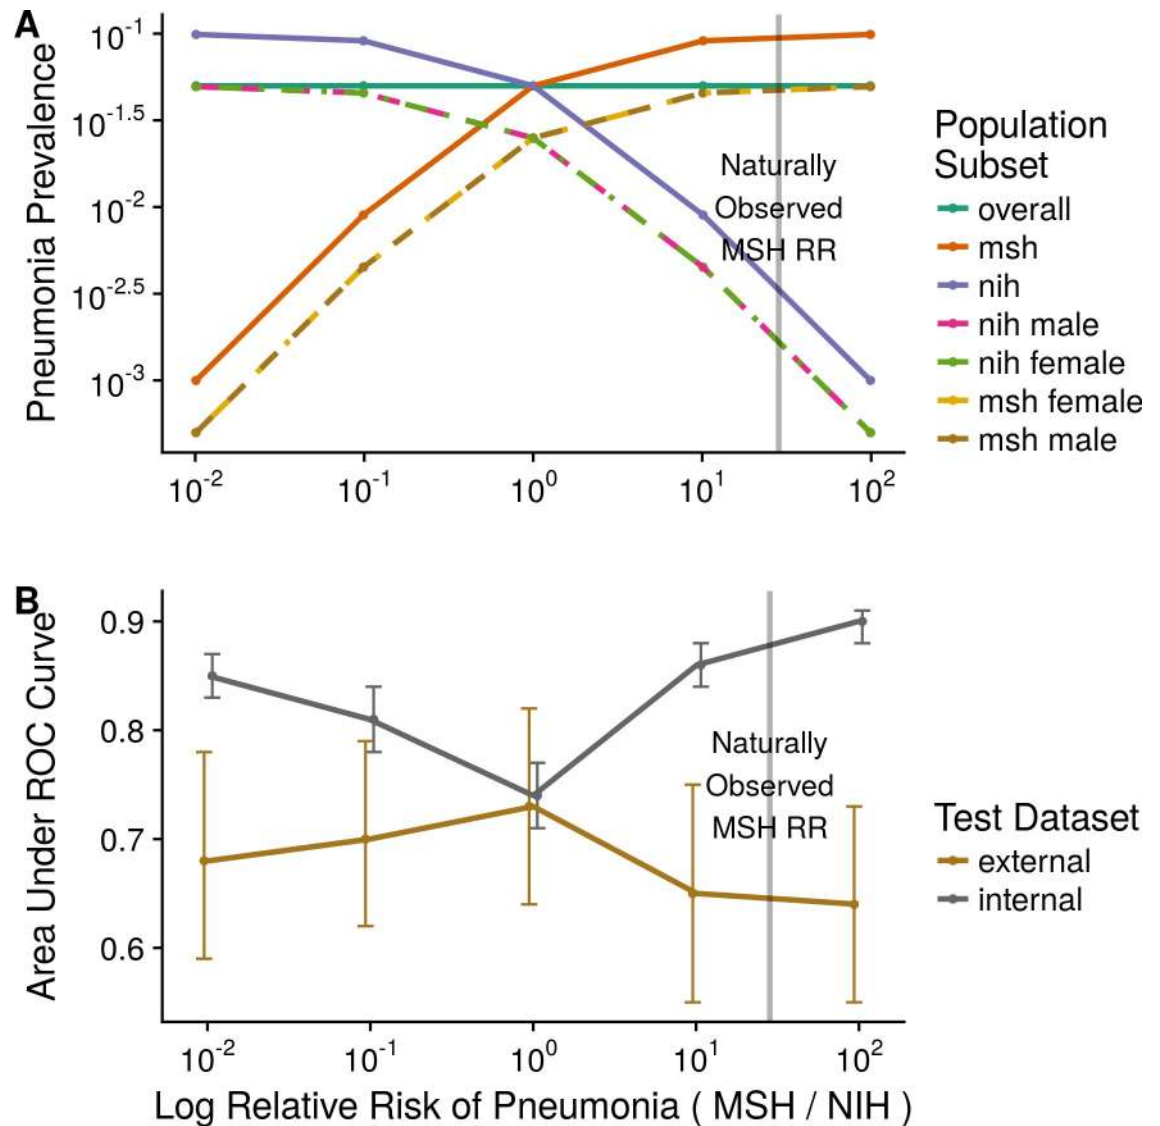 A
Pneumonia Prevalence
10^-1
10^-1.5
10^-2
10^-2.5
10^-3
10^-2
10^-1
10^0
10^1
10^2
Naturally
Observed
MSH RR
Population
Subset
overall
msh
nih
nih male
nih female
msh female
msh male
B
Area Under ROC Curve
0.9
0.8
0.7
0.6
Naturally
Observed
MSH RR
Test Dataset
external
internal
10^-2
10^-1
10^0
10^1
10^2
Log Relative Risk of Pneumonia ( MSH / NIH )